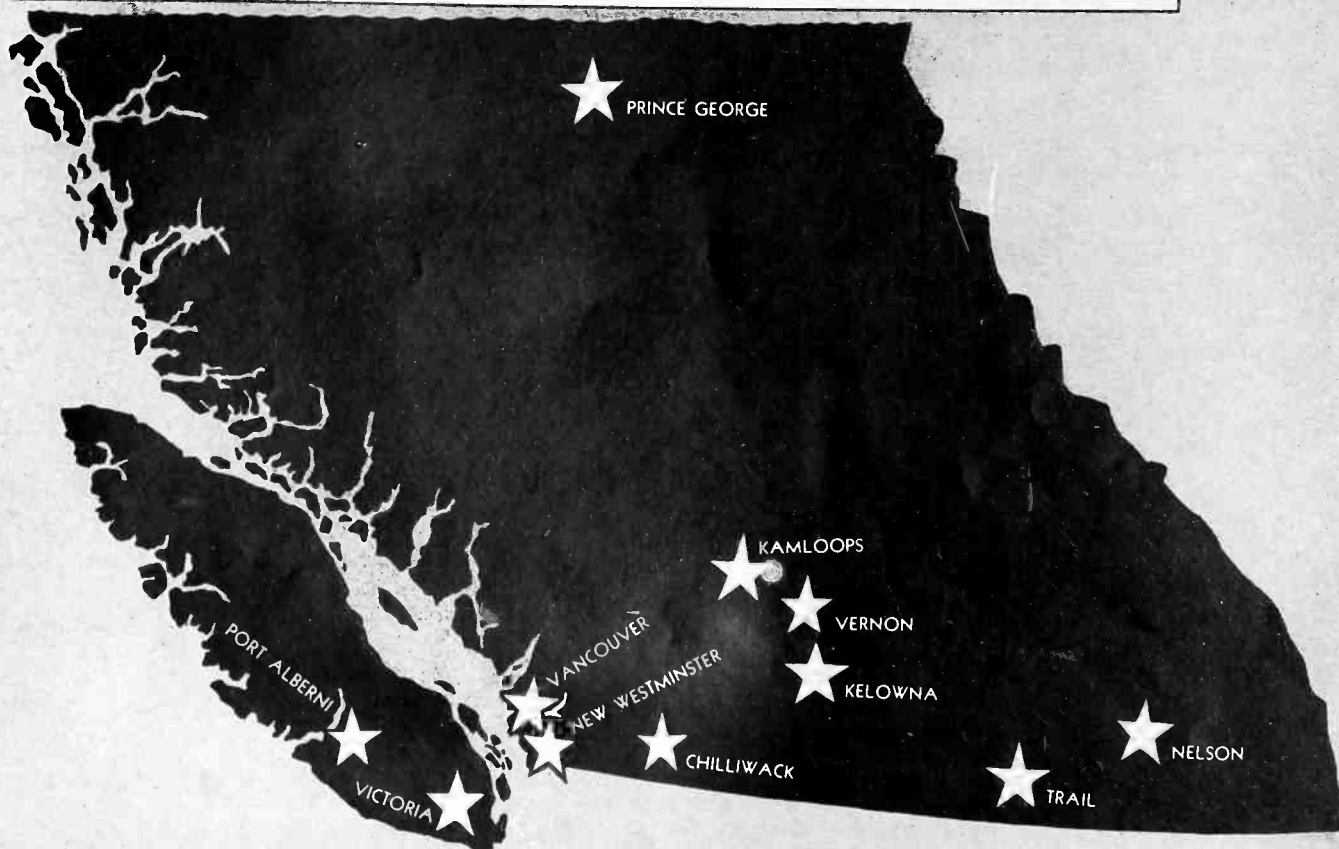 PRINCE GEORGE
KAMLOOPS
VERNON
KELOWNA
VANCOUVER
NEW WESTMINSTER
PORT ALBERNI
VICTORIA
CHILLIWACK
TRAIL
NELSON